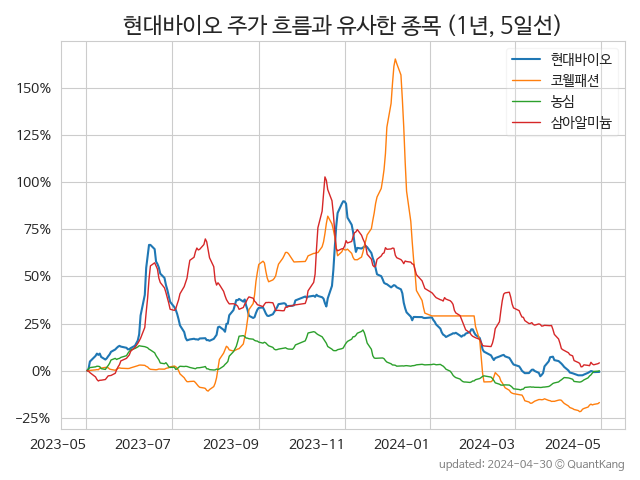 현대바이오 주가 흐름과 유사한 종목 (1년, 5일선)
현대바이오
코웰패션
농심
삼아알미늄
150%
125%
100%
75%
50%
25%
0%
−25%
2023-05
2023-07
2023-09
2023-11
2024-01
2024-03
2024-05
updated: 2024-04-30 © QuantKang